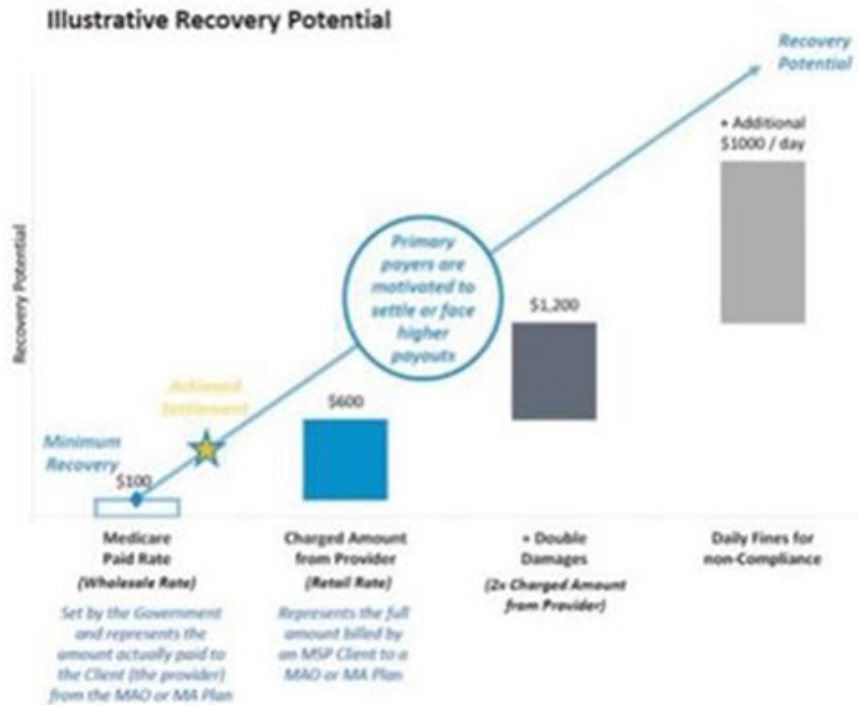 Illustrative Recovery Potential
Recovery
Potential
+ Additional
$1000 / day
Primary
payers are
motivated to
settle or face
higher
payouts
$1,200
Recovery Potential
Achieved
Settlement
$600
Minimum
Recovery
$100
Medicare
Paid Rate
(Wholesale Rate)
Set by the Government
and represents the
amount actually paid to
the Client (the provider)
from the MAO or MA Plan
Charged Amount
from Provider
(Retail Rate)
Represents the full
amount billed by
an MSP Client to a
MAO or MA Plan
+ Double
Damages
(2x Charged Amount
from Provider)
Daily Fines for
non-Compliance